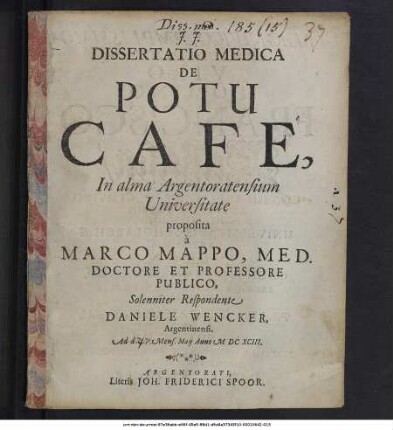 Diss. med. 185 (15) 37
J. J.
DISSERTATIO MEDICA
DE
POTU
CAFE,
In alma Argentoratensium
Universitate
proposita
à
MARCO MAPPO, MED.
DOCTORE ET PROFESSORE
PUBLICO,
Solenniter Respondente
DANIELE WENCKER,
Argentinensi.
Ad d. Mens. Maij Anno M DC XCIII.
ARGENTORATI,
Literis JOH. FRIDERICI SPOOR.